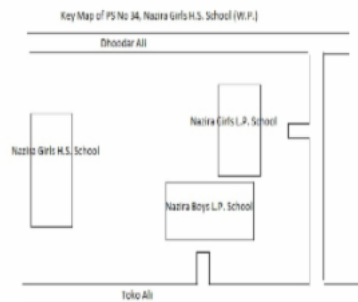 Key Map of PS No 34, Nazira Girls H.S. School (W.P.)
Dhoodar Ali
Nazira Girls L.P. School
Nazira Girls H.S. School
Nazira Boys L.P. School
Toko Ali